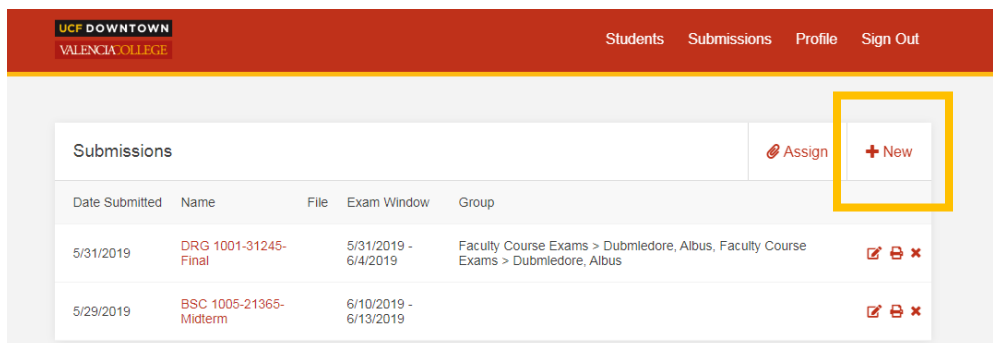 UCF DOWNTOWN
VALENCIACOLLEGE
Students Submissions Profile Sign Out
Submissions
Assign
New
Date Submitted Name File Exam Window Group
5/31/2019 DRG 1001-31245- 5/31/2019 - Faculty Course Exams > Dubmledore, Albus, Faculty Course
Final 6/4/2019 Exams > Dubmledore, Albus
5/29/2019 BSC 1005-21365- 6/10/2019 -
Midterm 6/13/2019